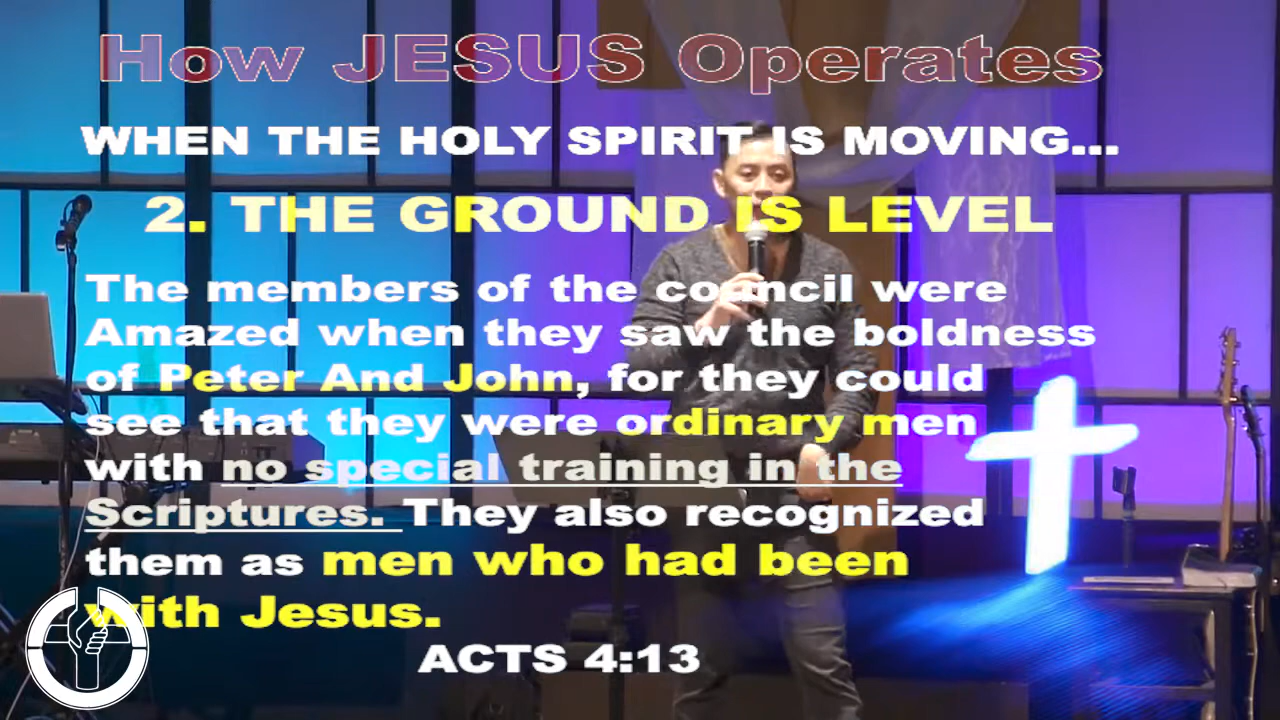 How JESUS Operates
WHEN THE HOLY SPIRIT IS MOVING...
2. THE GROUND IS LEVEL
The members of the council were
Amazed when they saw the boldness
of Peter And John, for they could
see that they were ordinary men
with no special training in the
Scriptures. They also recognized
them as men who had been
with Jesus.
ACTS 4:13